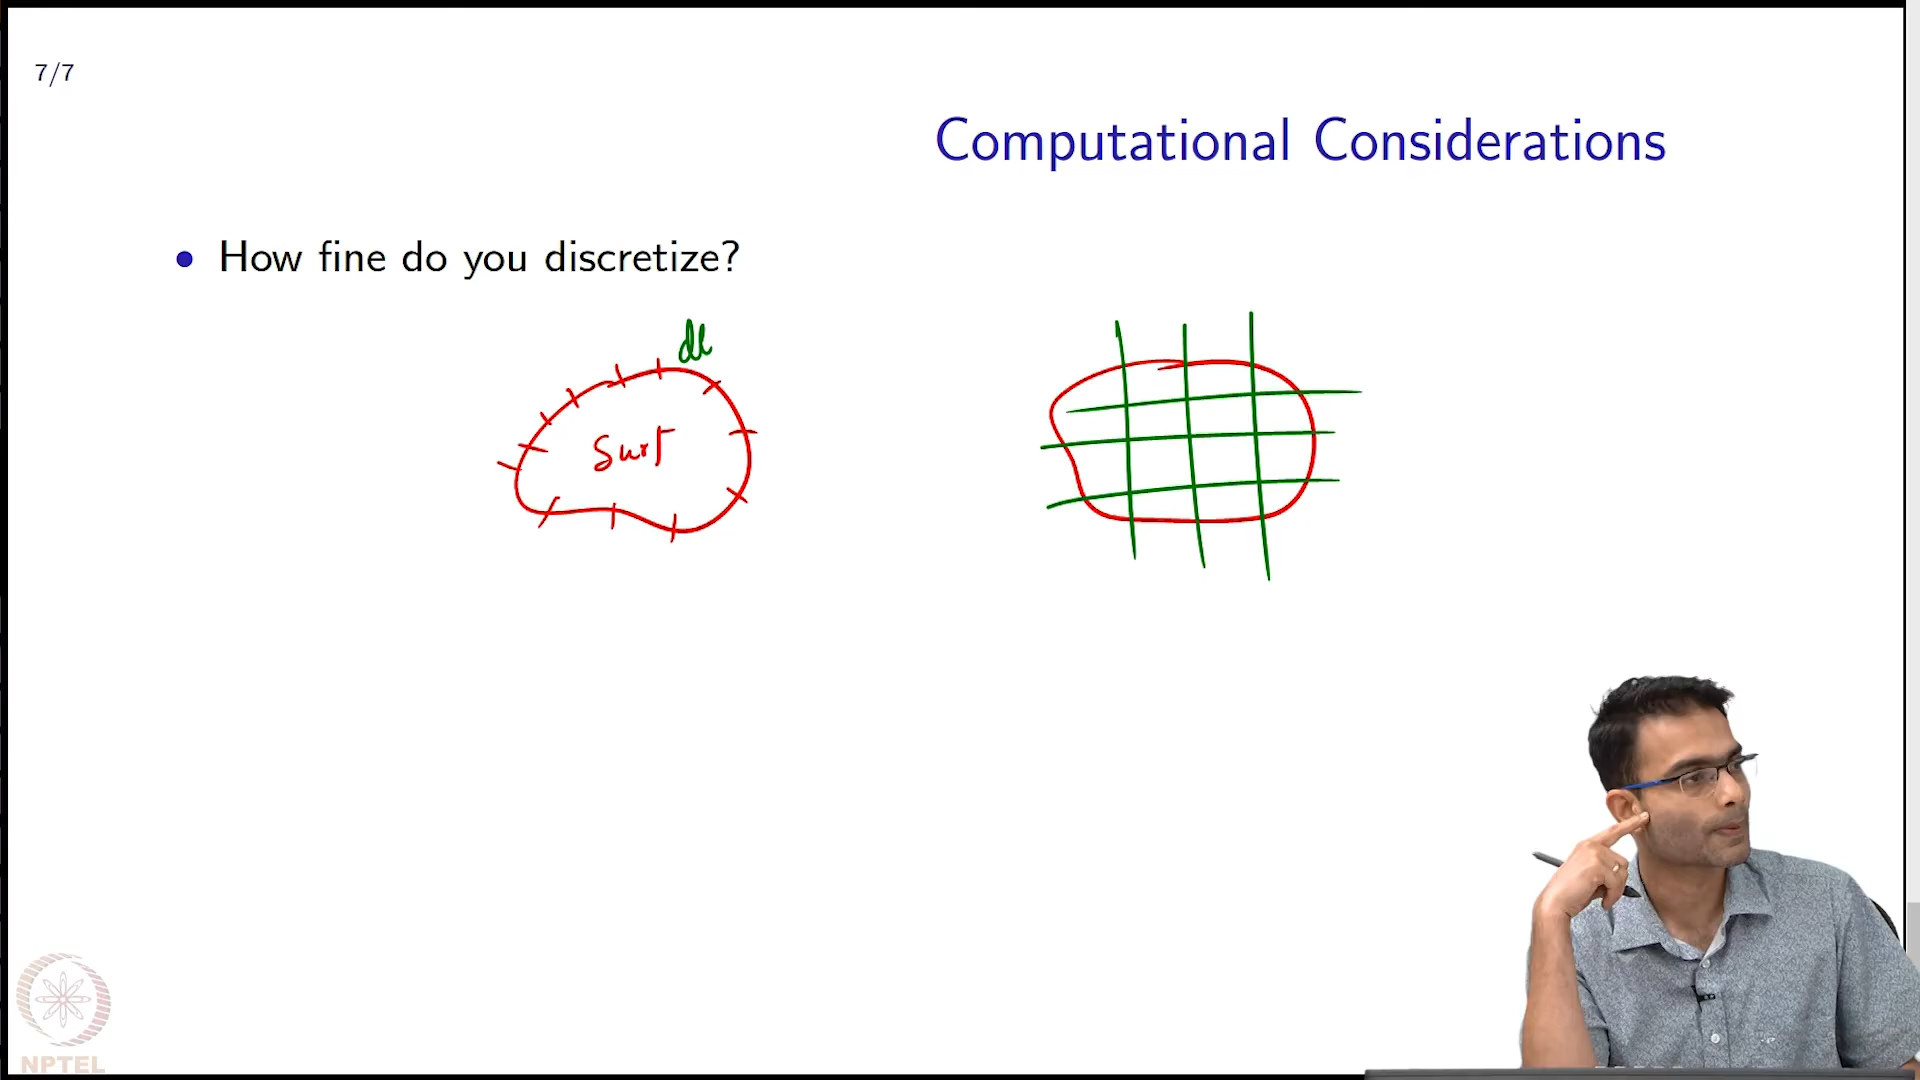 7/7
Computational Considerations
• How fine do you discretize?
dl
Surf
NPTEL